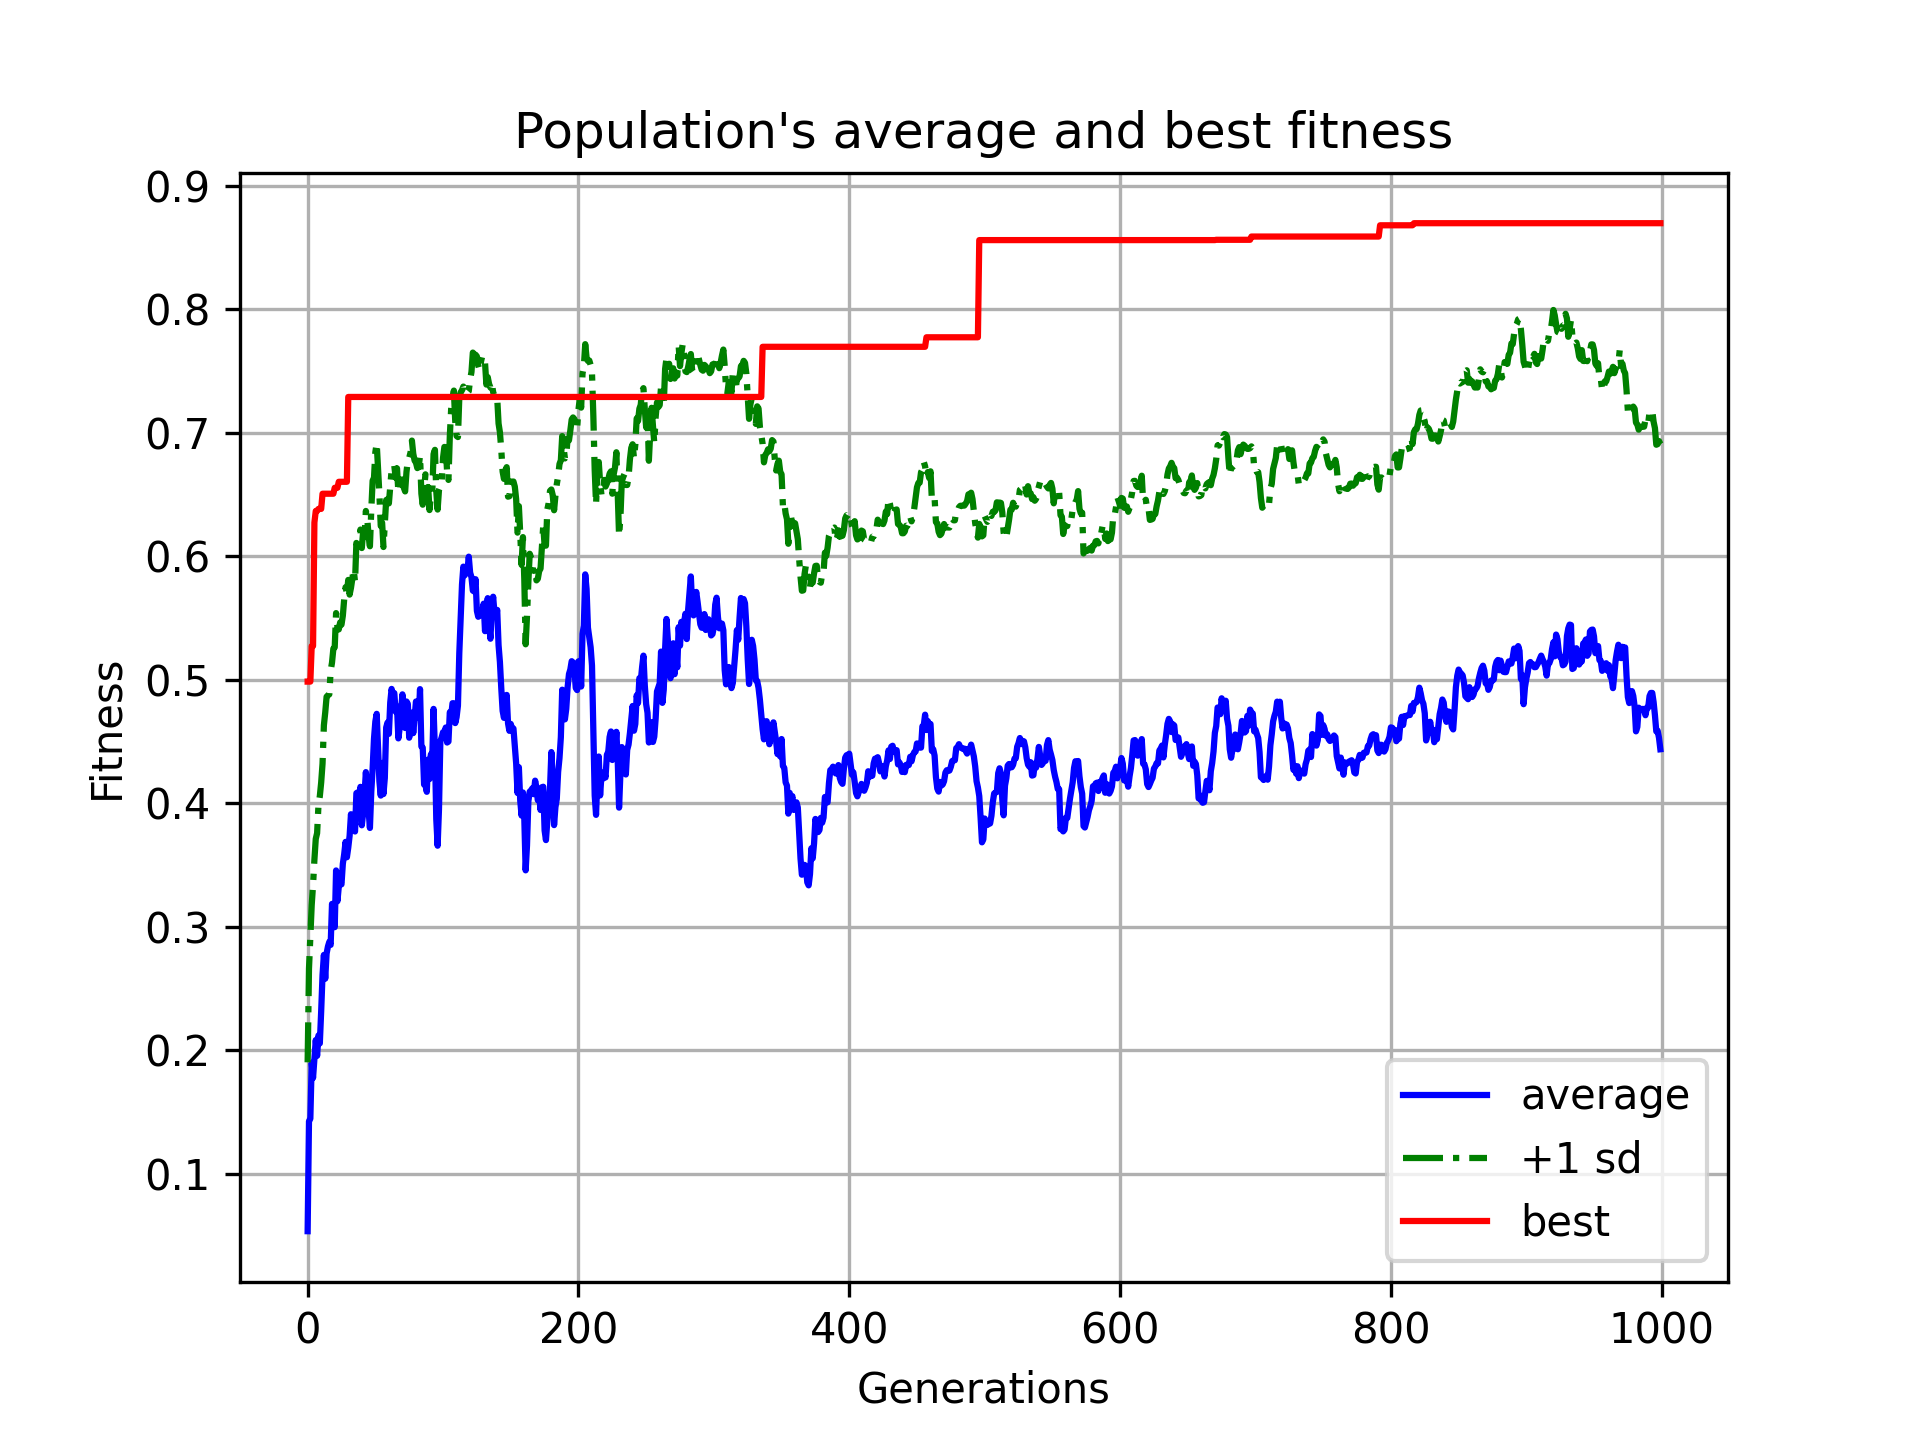 Population's average and best fitness
0.9
0.8
0.7
0.6
0.5
0.4
0.3
0.2
0.1
Fitness
average
+1 sd
best
0 200 400 600 800 1000
Generations